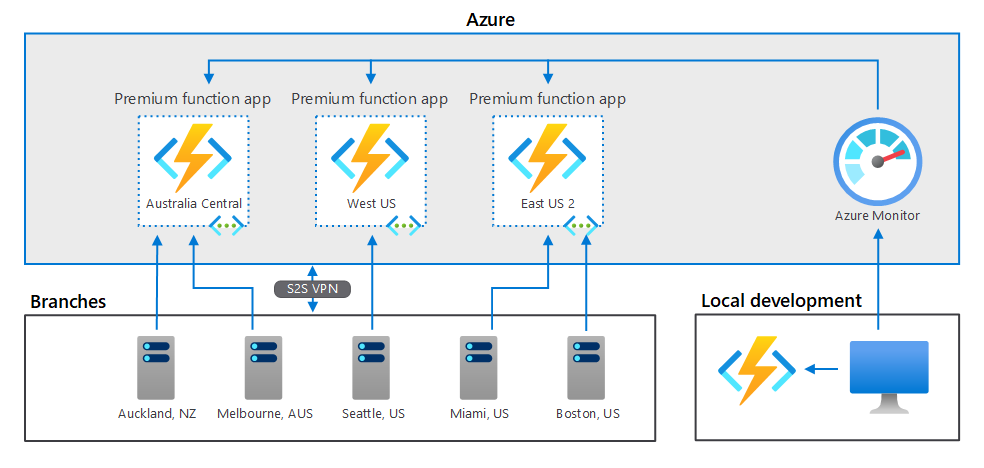 Azure
Premium function app
Premium function app
Premium function app
Australia Central
West US
East US 2
Azure Monitor
S2S VPN
Branches
Local development
Auckland, NZ
Melbourne, AUS
Seattle, US
Miami, US
Boston, US